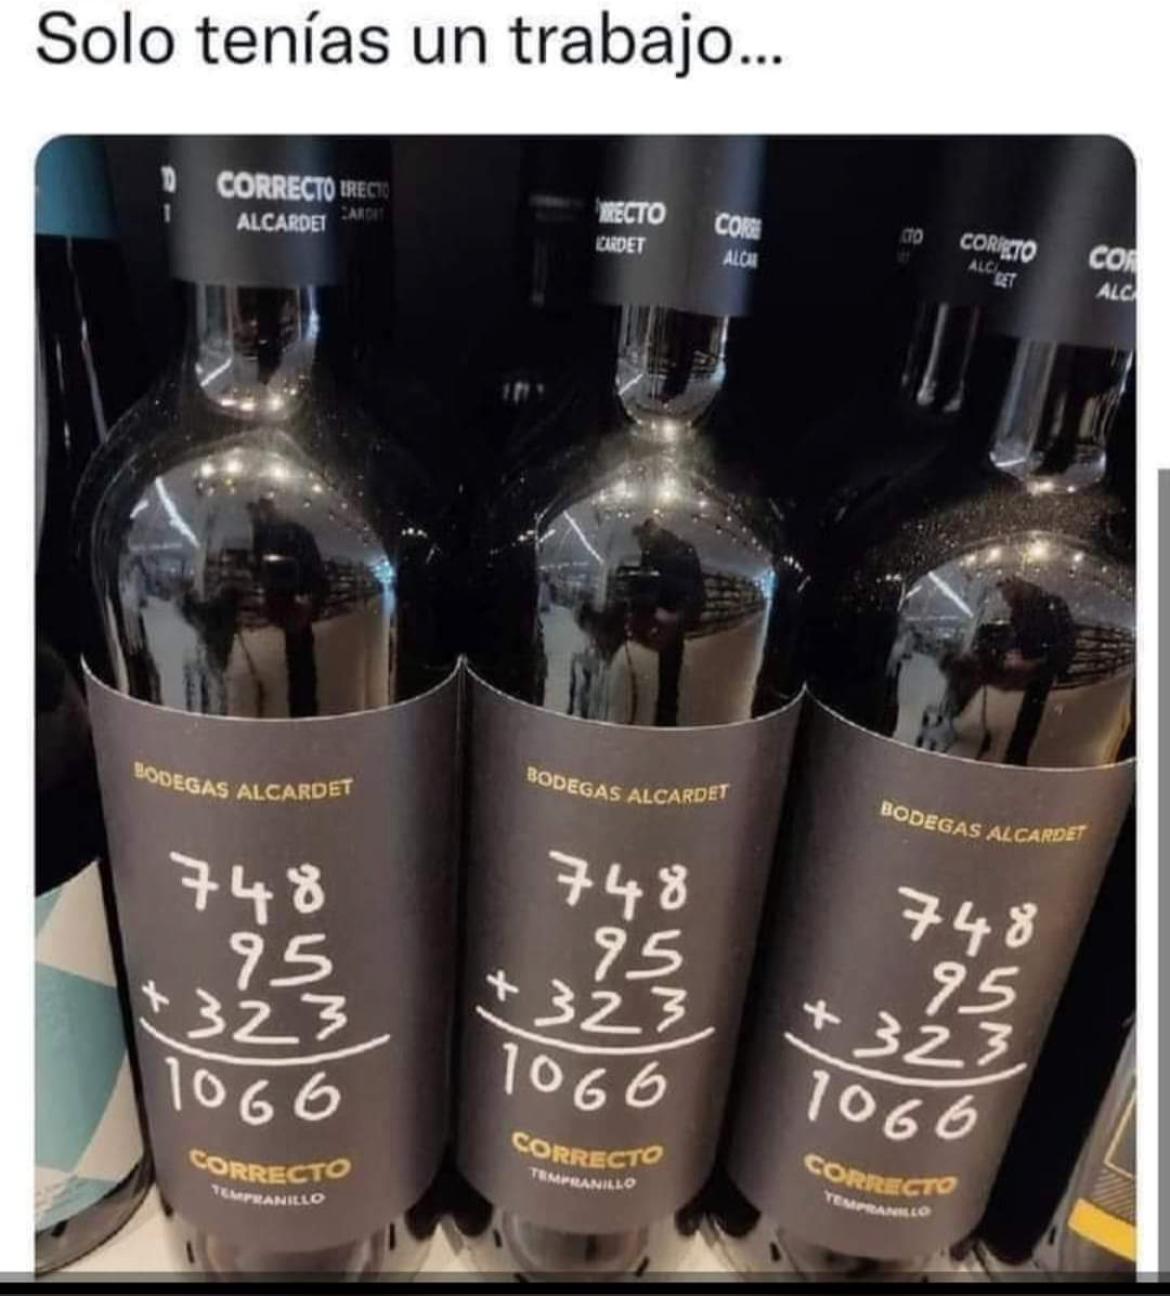 Solo tenías un trabajo...
CORRECTO
ALCARDET
BODEGAS ALCARDET
748
95
+ 323
1066
CORRECTO
TEMPRANILLO
BODEGAS ALCARDET
748
95
+ 323
1066
CORRECTO
TEMPRANILLO
BODEGAS ALCARDET
748
95
+ 323
1066
CORRECTO
TEMPRANILLO